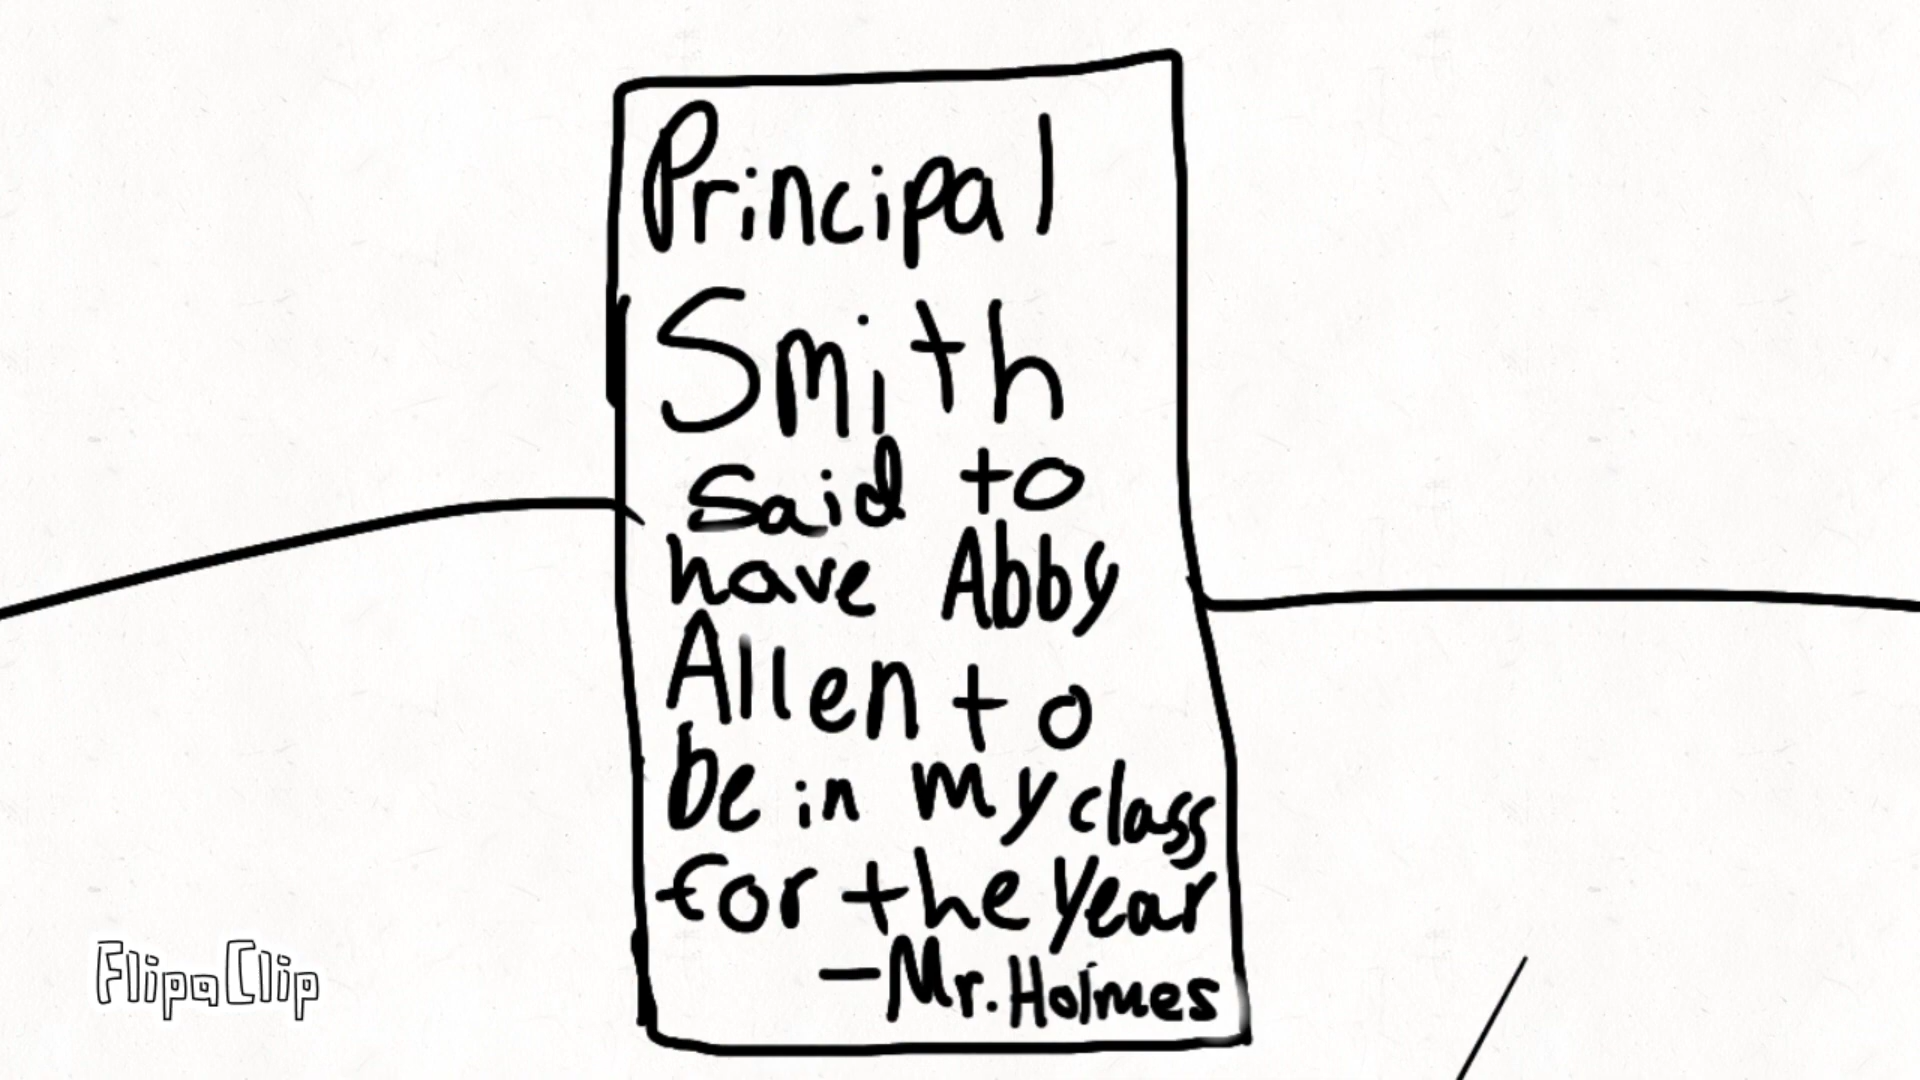 Principal
Smith
said to
have Abby
Allen to
be in my class
for the year
-Mr. Holmes
FlipaClip